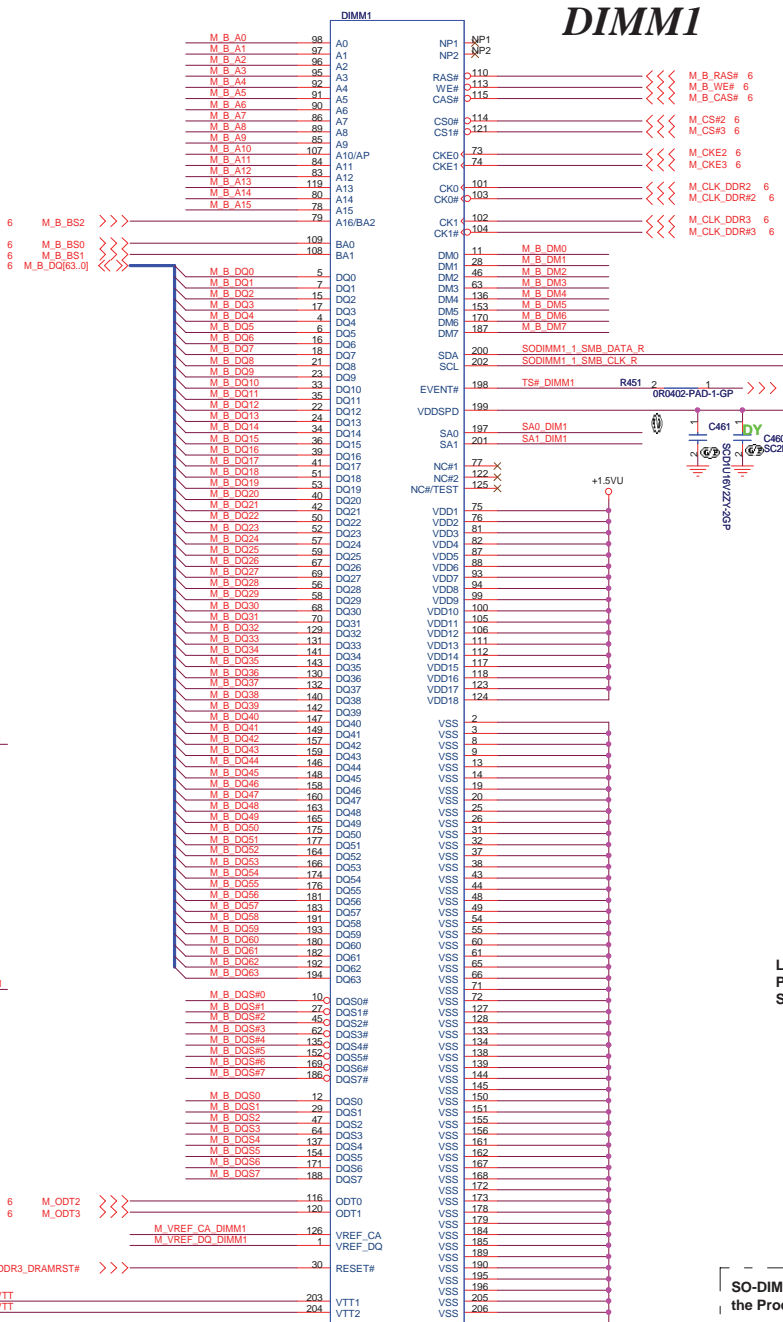 DIMM1
DIMM1
M_B_A0 98 A0
M_B_A1 97 A1
M_B_A2 96 A2
M_B_A3 95 A3
M_B_A4 92 A4
M_B_A5 91 A5
M_B_A6 90 A6
M_B_A7 86 A7
M_B_A8 89 A8
M_B_A9 85 A9
M_B_A10 107 A10/AP
M_B_A11 84 A11
M_B_A12 83 A12
M_B_A13 119 A13
M_B_A14 80 A14
M_B_A15 78 A15
6 M_B_BS2 79 A16/BA2
6 M_B_BS0 109 BA0
6 M_B_BS1 108 BA1
6 M_B_DQ[63..0]
M_B_DQ0 5 DQ0
M_B_DQ1 7 DQ1
M_B_DQ2 15 DQ2
M_B_DQ3 17 DQ3
M_B_DQ4 4 DQ4
M_B_DQ5 6 DQ5
M_B_DQ6 16 DQ6
M_B_DQ7 18 DQ7
M_B_DQ8 21 DQ8
M_B_DQ9 23 DQ9
M_B_DQ10 33 DQ10
M_B_DQ11 35 DQ11
M_B_DQ12 22 DQ12
M_B_DQ13 24 DQ13
M_B_DQ14 34 DQ14
M_B_DQ15 36 DQ15
M_B_DQ16 39 DQ16
M_B_DQ17 41 DQ17
M_B_DQ18 51 DQ18
M_B_DQ19 53 DQ19
M_B_DQ20 40 DQ20
M_B_DQ21 42 DQ21
M_B_DQ22 50 DQ22
M_B_DQ23 52 DQ23
M_B_DQ24 57 DQ24
M_B_DQ25 59 DQ25
M_B_DQ26 67 DQ26
M_B_DQ27 69 DQ27
M_B_DQ28 56 DQ28
M_B_DQ29 58 DQ29
M_B_DQ30 68 DQ30
M_B_DQ31 70 DQ31
M_B_DQ32 129 DQ32
M_B_DQ33 131 DQ33
M_B_DQ34 141 DQ34
M_B_DQ35 143 DQ35
M_B_DQ36 130 DQ36
M_B_DQ37 132 DQ37
M_B_DQ38 140 DQ38
M_B_DQ39 142 DQ39
M_B_DQ40 147 DQ40
M_B_DQ41 149 DQ41
M_B_DQ42 157 DQ42
M_B_DQ43 159 DQ43
M_B_DQ44 146 DQ44
M_B_DQ45 148 DQ45
M_B_DQ46 158 DQ46
M_B_DQ47 160 DQ47
M_B_DQ48 163 DQ48
M_B_DQ49 165 DQ49
M_B_DQ50 175 DQ50
M_B_DQ51 177 DQ51
M_B_DQ52 164 DQ52
M_B_DQ53 166 DQ53
M_B_DQ54 174 DQ54
M_B_DQ55 176 DQ55
M_B_DQ56 181 DQ56
M_B_DQ57 183 DQ57
M_B_DQ58 191 DQ58
M_B_DQ59 193 DQ59
M_B_DQ60 180 DQ60
M_B_DQ61 182 DQ61
M_B_DQ62 192 DQ62
M_B_DQ63 194 DQ63
M_B_DQS#0 10 DQS0#
M_B_DQS#1 27 DQS1#
M_B_DQS#2 45 DQS2#
M_B_DQS#3 62 DQS3#
M_B_DQS#4 135 DQS4#
M_B_DQS#5 152 DQS5#
M_B_DQS#6 169 DQS6#
M_B_DQS#7 186 DQS7#
M_B_DQS0 12 DQS0
M_B_DQS1 29 DQS1
M_B_DQS2 47 DQS2
M_B_DQS3 64 DQS3
M_B_DQS4 137 DQS4
M_B_DQS5 154 DQS5
M_B_DQS6 171 DQS6
M_B_DQS7 188 DQS7
6 M_ODT2 116 ODT0
6 M_ODT3 120 ODT1
M_VREF_CA_DIMM1 126 VREF_CA
M_VREF_DQ_DIMM1 1 VREF_DQ
DDR3_DRAMRST# 30 RESET#
203 VTT1
204 VTT2
NP1 NP1
NP2 NP2
RAS# 110 M_B_RAS# 6
WE# 113 M_B_WE# 6
CAS# 115 M_B_CAS# 6
CS0# 114 M_CS#2 6
CS1# 121 M_CS#3 6
CKE0 73 M_CKE2 6
CKE1 74 M_CKE3 6
CK0 101 M_CLK_DDR2 6
CK0# 103 M_CLK_DDR#2 6
CK1 102 M_CLK_DDR3 6
CK1# 104 M_CLK_DDR#3 6
DM0 11 M_B_DM0
DM1 28 M_B_DM1
DM2 46 M_B_DM2
DM3 63 M_B_DM3
DM4 136 M_B_DM4
DM5 153 M_B_DM5
DM6 170 M_B_DM6
DM7 187 M_B_DM7
SDA 200 SODIMM1_1_SMB_DATA_R
SCL 202 SODIMM1_1_SMB_CLK_R
EVENT# 198 TS#_DIMM1 R451 2 1
0R0402-PAD-1-GP
VDDSPD 199
SA0 197 SA0_DIM1
SA1 201 SA1_DIM1
1 2 C461
SCD1U16V2ZY-2GP
1 2 DY
NC#1 77
NC#2 122
NC#/TEST 125
+1.5VU
VDD1 75
VDD2 76
VDD3 81
VDD4 82
VDD5 87
VDD6 88
VDD7 93
VDD8 94
VDD9 99
VDD10 100
VDD11 105
VDD12 106
VDD13 111
VDD14 112
VDD15 117
VDD16 118
VDD17 123
VDD18 124
VSS 2
VSS 3
VSS 8
VSS 9
VSS 13
VSS 14
VSS 19
VSS 20
VSS 25
VSS 26
VSS 31
VSS 32
VSS 37
VSS 38
VSS 43
VSS 44
VSS 48
VSS 49
VSS 54
VSS 55
VSS 60
VSS 61
VSS 65
VSS 66
VSS 71
VSS 72
VSS 127
VSS 128
VSS 133
VSS 134
VSS 138
VSS 139
VSS 144
VSS 145
VSS 150
VSS 151
VSS 155
VSS 156
VSS 161
VSS 162
VSS 167
VSS 168
VSS 172
VSS 173
VSS 178
VSS 179
VSS 184
VSS 185
VSS 189
VSS 190
VSS 195
VSS 196
VSS 205
VSS 206
SO-DIM
the Pro